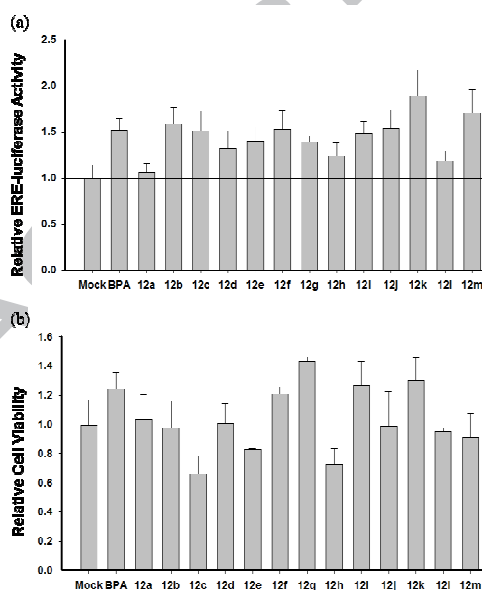 (a)
Relative ERE-luciferase Activity
2.5
2.0
1.5
1.0
0.5
0.0
Mock BPA 12a 12b 12c 12d 12e 12f 12g 12h 12i 12j 12k 12l 12m
(b)
Relative Cell Viability
1.6
1.4
1.2
1.0
0.8
0.6
0.4
0.2
0.0
Mock BPA 12a 12b 12c 12d 12e 12f 12g 12h 12i 12j 12k 12l 12m